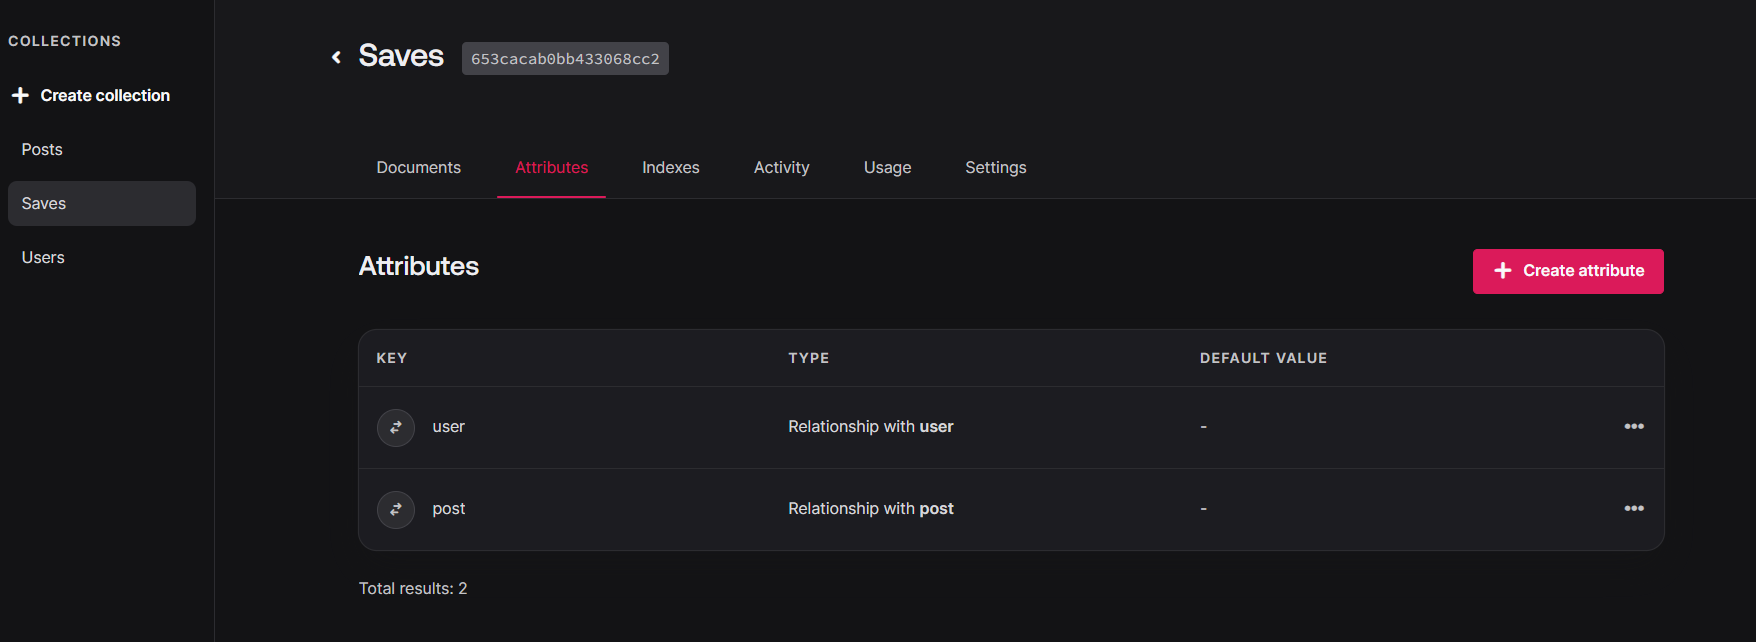 COLLECTIONS
Create collection
Posts
Saves
Users
Saves 653cacab0bb433068cc2
Documents Attributes Indexes Activity Usage Settings
Attributes
Create attribute
KEY TYPE DEFAULT VALUE
user Relationship with user -
post Relationship with post -
Total results: 2